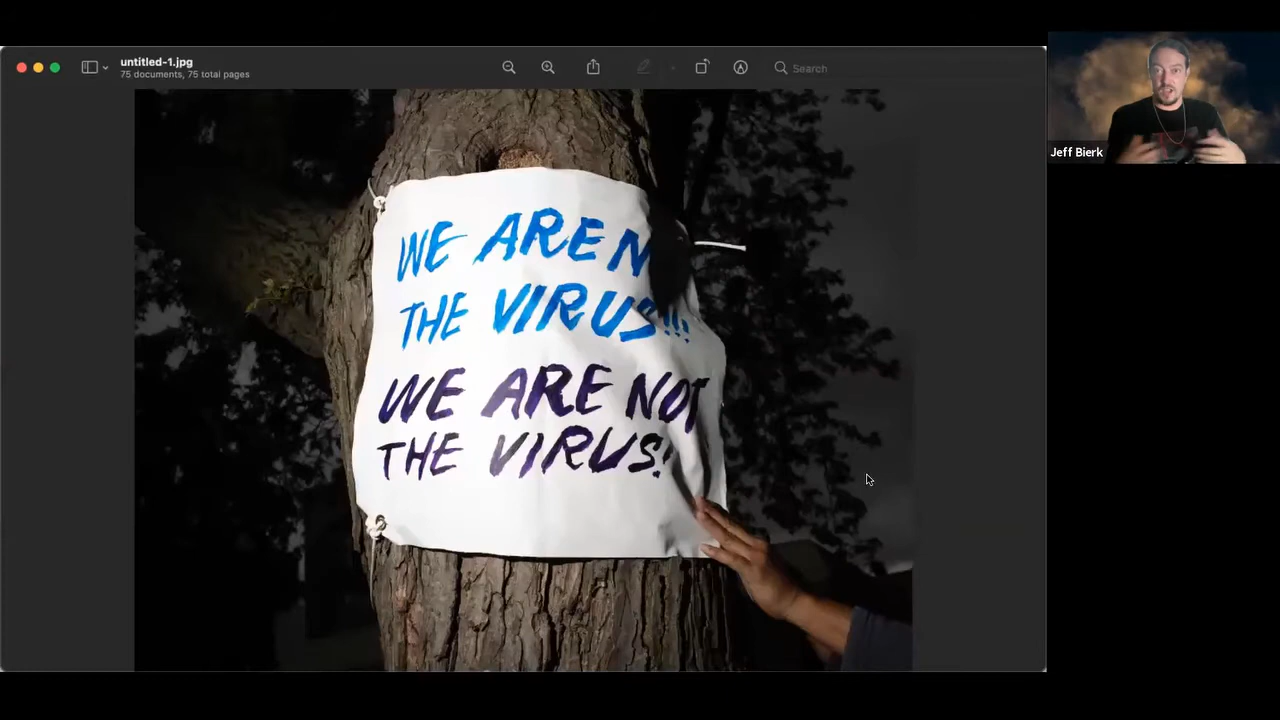 untitled-1.jpg
75 documents, 75 total pages
Search
Jeff Bierk
WE ARE N
THE VIRUS!!!
WE ARE NOT
THE VIRUS!